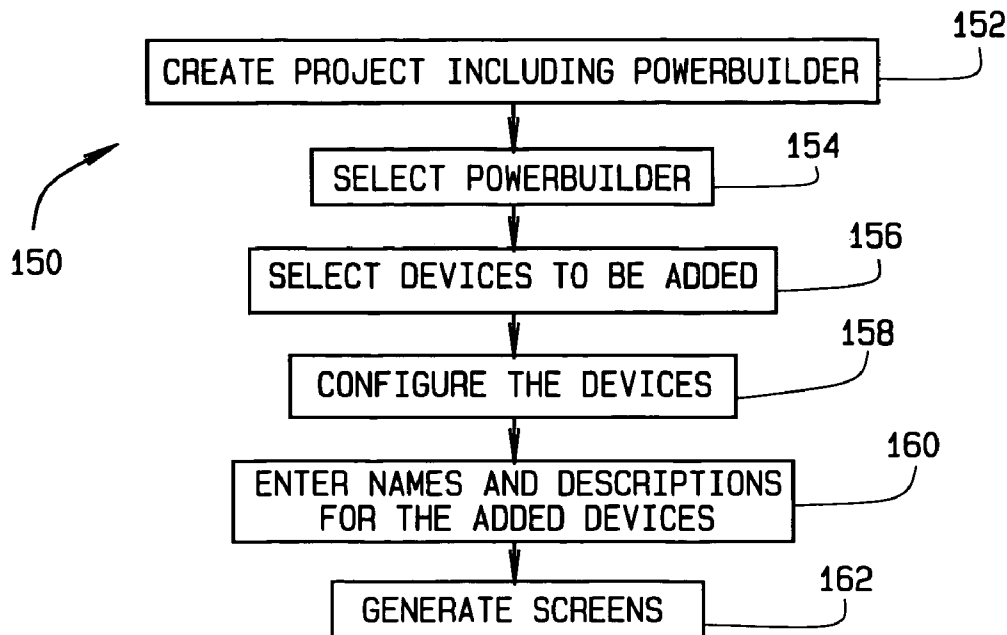 152
CREATE PROJECT INCLUDING POWERBUILDER
154
SELECT POWERBUILDER
150
156
SELECT DEVICES TO BE ADDED
158
CONFIGURE THE DEVICES
160
ENTER NAMES AND DESCRIPTIONS
FOR THE ADDED DEVICES
162
GENERATE SCREENS